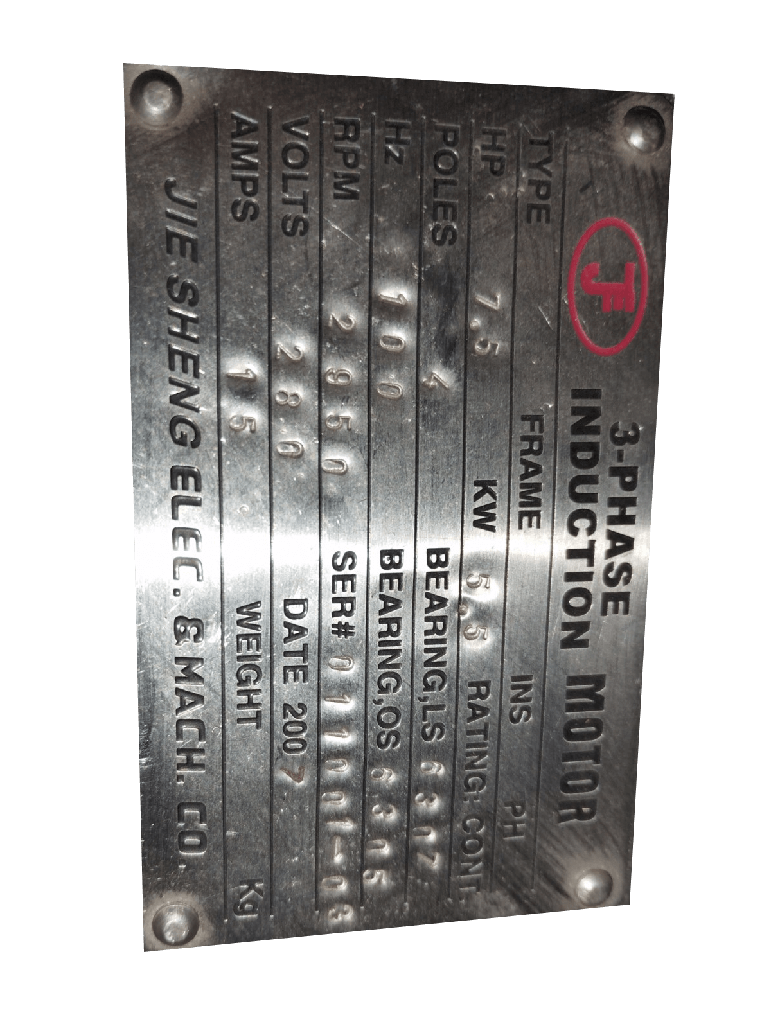 JF
3-PHASE
INDUCTION MOTOR
TYPE FRAME INS PH
HP 7.5 KW 5.5 RATING: CONT.
POLES 4 BEARING,LS 6307
Hz 100 BEARING,OS 6305
RPM 2950 SER# 011001-08
VOLTS 280 DATE 2007
AMPS 15 WEIGHT Kg
JIE SHENG ELEC. & MACH. CO.